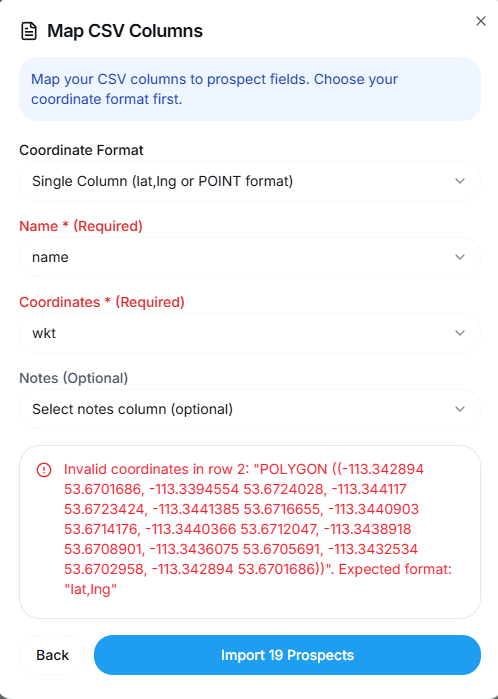 Map CSV Columns
Map your CSV columns to prospect fields. Choose your
coordinate format first.
Coordinate Format
Single Column (lat,lng or POINT format)
Name * (Required)
name
Coordinates * (Required)
wkt
Notes (Optional)
Select notes column (optional)
Invalid coordinates in row 2: "POLYGON ((-113.342894
53.6701686, -113.3394554 53.6724028, -113.344117
53.6723424, -113.3441385 53.6716655, -113.3440903
53.6714176, -113.3440366 53.6712047, -113.3438918
53.6708901, -113.3436075 53.6705691, -113.3432534
53.6702958, -113.342894 53.6701686))". Expected format:
"lat,lng"
Back
Import 19 Prospects